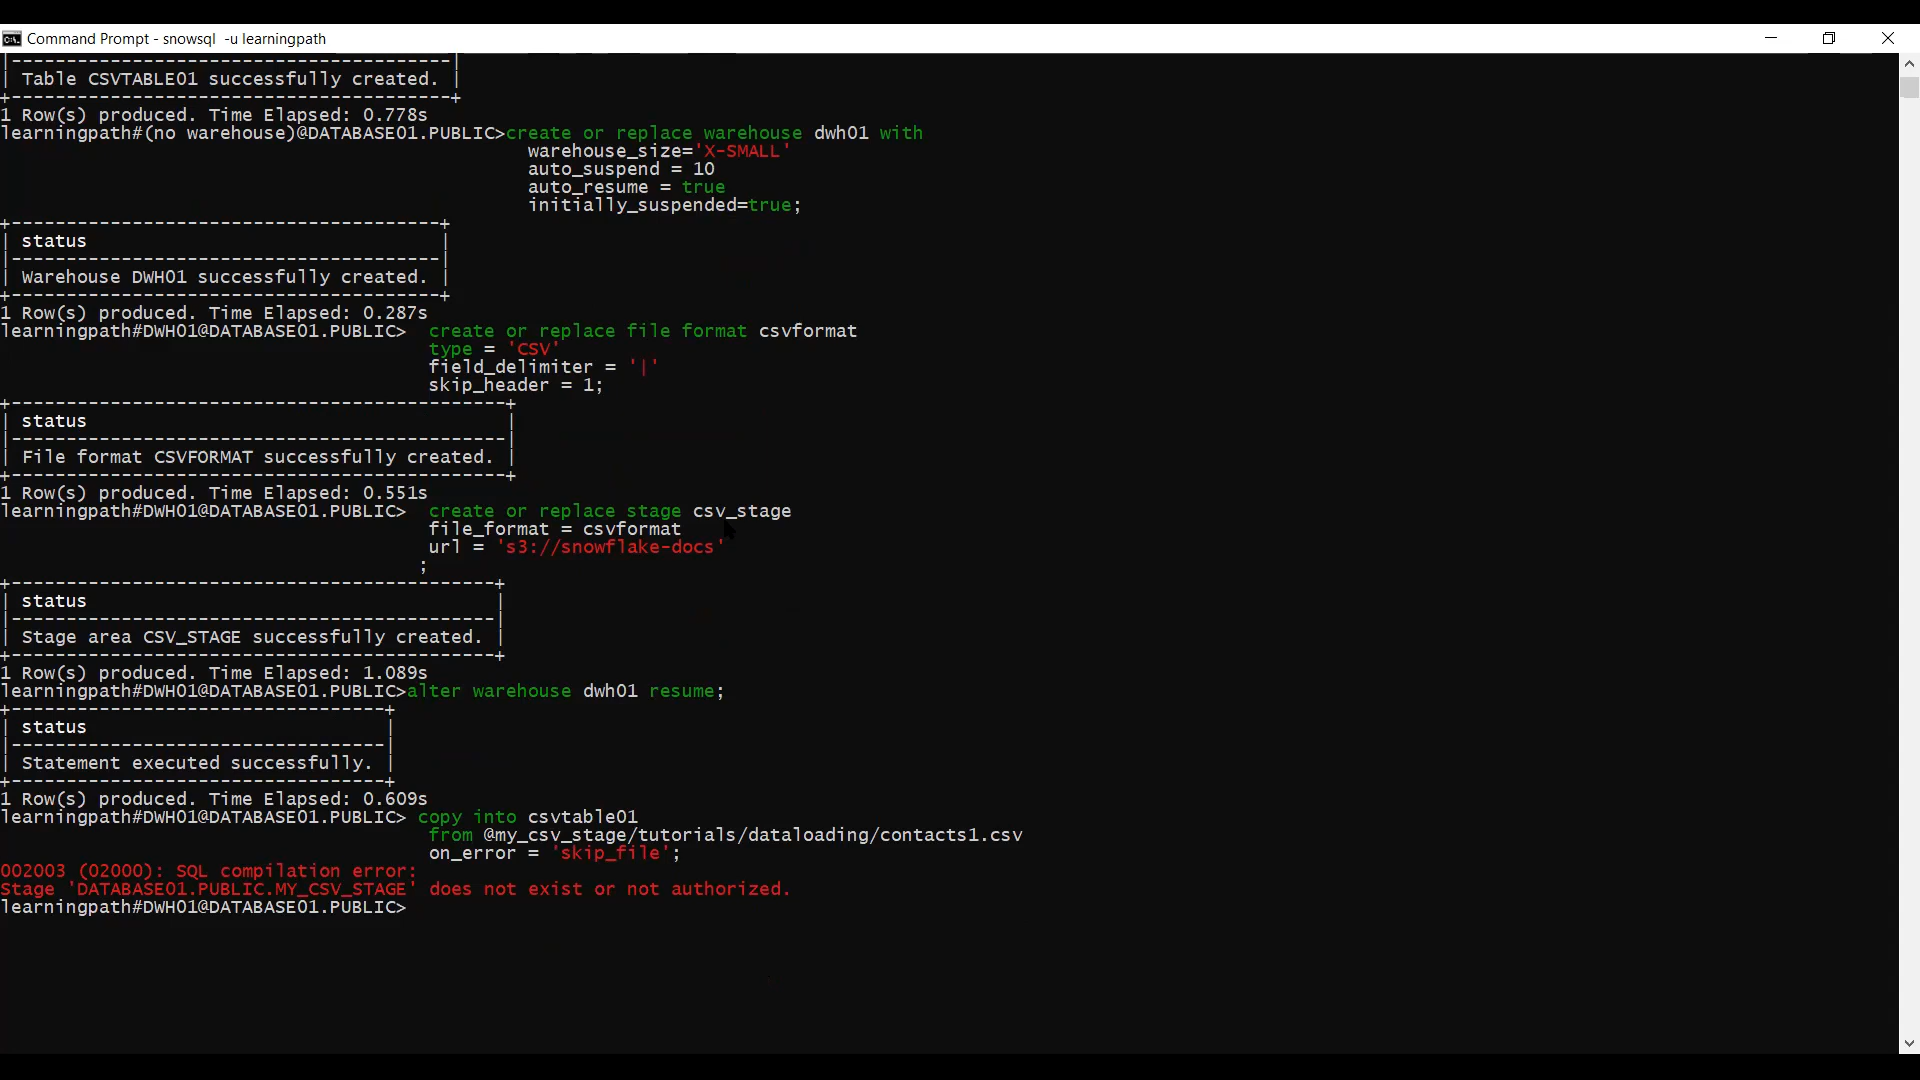 Command Prompt - snowsql -u learningpath
|----------------------------------------|
| Table CSVTABLE01 successfully created. |
+----------------------------------------+
1 Row(s) produced. Time Elapsed: 0.778s
learningpath#(no warehouse)@DATABASE01.PUBLIC>create or replace warehouse dwh01 with
warehouse_size='X-SMALL'
auto_suspend = 10
auto_resume = true
initially_suspended=true;
+---------------------------------------+
| status                                |
|---------------------------------------|
| Warehouse DWH01 successfully created. |
+---------------------------------------+
1 Row(s) produced. Time Elapsed: 0.287s
learningpath#DWH01@DATABASE01.PUBLIC>  create or replace file format csvformat
type = 'CSV'
field_delimiter = '|'
skip_header = 1;
+---------------------------------------------+
| status                                      |
|---------------------------------------------|
| File format CSVFORMAT successfully created. |
+---------------------------------------------+
1 Row(s) produced. Time Elapsed: 0.551s
learningpath#DWH01@DATABASE01.PUBLIC>  create or replace stage csv_stage
file_format = csvformat
url = 's3://snowflake-docs'
;
+--------------------------------------------+
| status                                     |
|--------------------------------------------|
| Stage area CSV_STAGE successfully created. |
+--------------------------------------------+
1 Row(s) produced. Time Elapsed: 1.089s
learningpath#DWH01@DATABASE01.PUBLIC>alter warehouse dwh01 resume;
+----------------------------------+
| status                           |
|----------------------------------|
| Statement executed successfully. |
+----------------------------------+
1 Row(s) produced. Time Elapsed: 0.609s
learningpath#DWH01@DATABASE01.PUBLIC> copy into csvtable01
from @my_csv_stage/tutorials/dataloading/contacts1.csv
on_error = 'skip_file';
002003 (02000): SQL compilation error:
Stage 'DATABASE01.PUBLIC.MY_CSV_STAGE' does not exist or not authorized.
learningpath#DWH01@DATABASE01.PUBLIC>